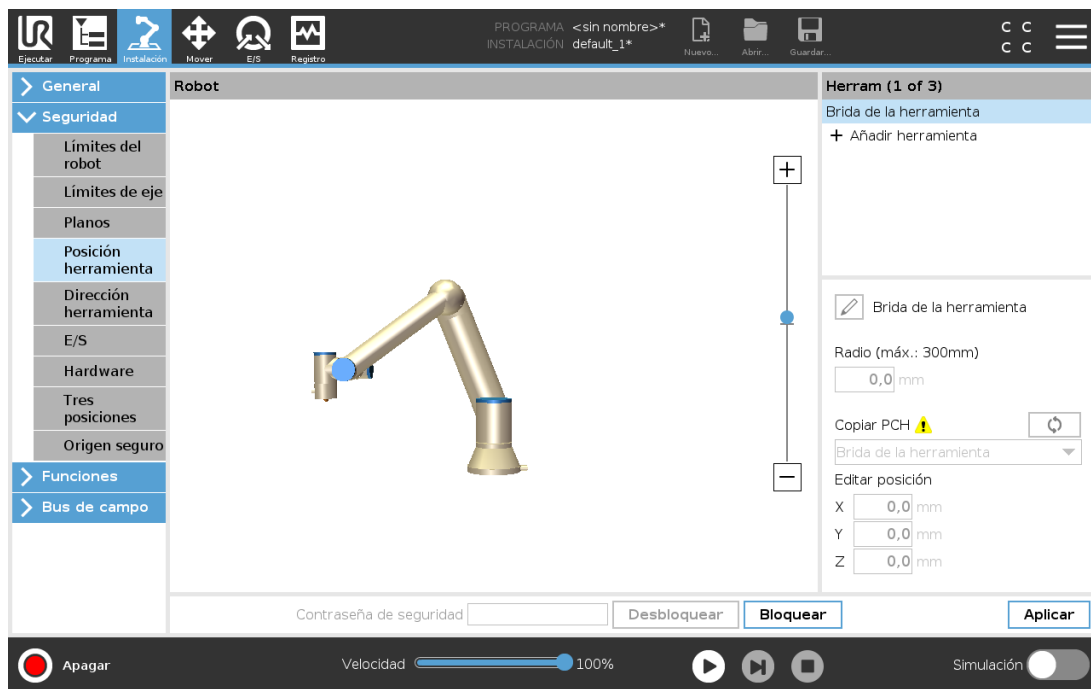 PROGRAMA <sin nombre>*
INSTALACIÓN default_1*
Ejecutar
Programa
Instalación
Mover
E/S
Registro
Nuevo...
Abrir...
Guardar...
C C
C C
General
Seguridad
Límites del
robot
Límites de eje
Planos
Posición
herramienta
Dirección
herramienta
E/S
Hardware
Tres
posiciones
Origen seguro
Funciones
Bus de campo
Robot
Herram (1 of 3)
Brida de la herramienta
Añadir herramienta
Brida de la herramienta
Radio (máx.: 300mm)
0,0 mm
Copiar PCH
Brida de la herramienta
Editar posición
X 0,0 mm
Y 0,0 mm
Z 0,0 mm
Contraseña de seguridad
Desbloquear
Bloquear
Aplicar
Apagar
Velocidad 100%
Simulación